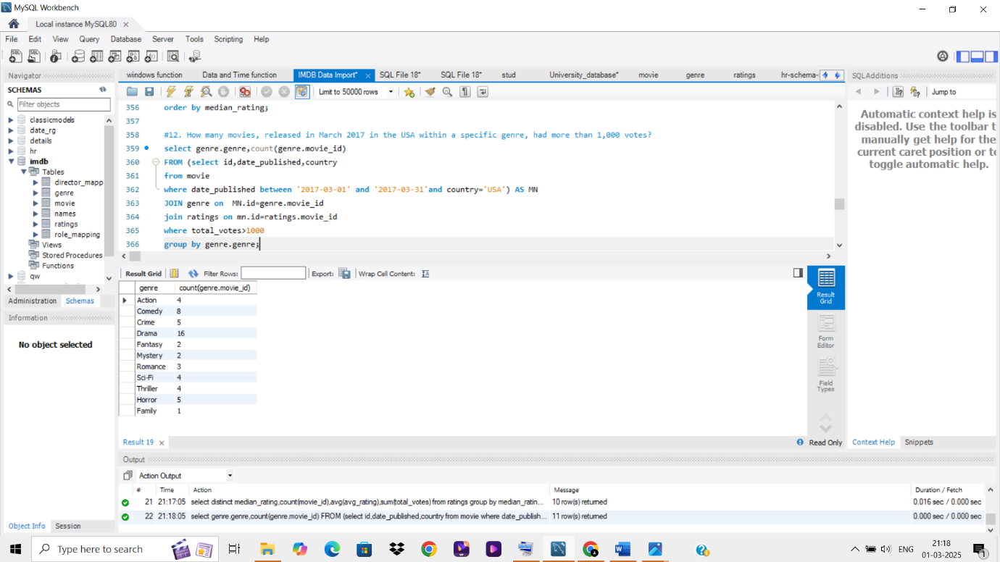 MySQL Workbench
Local instance MySQL80
File Edit View Query Database Server Tools Scripting Help
Navigator
SCHEMAS
Filter objects
classicmodels
date_rg
details
hr
imdb
Tables
director_mapp
genre
movie
names
ratings
role_mapping
Views
Stored Procedures
Functions
qw
Administration Schemas
Information
No object selected
Object Info Session
windows function Data and Time function IMDB Data Import* SQL File 18* SQL File 18* stud University_database* movie genre ratings hr-schema-
Limit to 50000 rows
356 order by median_rating;
357
358 #12. How many movies, released in March 2017 in the USA within a specific genre, had more than 1,000 votes?
359 select genre.genre,count(genre.movie_id)
360 FROM (select id,date_published,country
361 from movie
362 where date_published between '2017-03-01' and '2017-03-31'and country='USA') AS MN
363 JOIN genre on  MN.id=genre.movie_id
364 join ratings on mn.id=ratings.movie_id
365 where total_votes>1000
366 group by genre.genre;
Result Grid Filter Rows: Export: Wrap Cell Content:
genre count(genre.movie_id)
Action 4
Comedy 8
Crime 5
Drama 16
Fantasy 2
Mystery 2
Romance 3
Sci-Fi 4
Thriller 4
Horror 5
Family 1
Result Grid
Form Editor
Field Types
Result 19
Read Only
SQLAdditions
Jump to
Automatic context help is
disabled. Use the toolbar t
manually get help for the
current caret position or to
toggle automatic help.
Context Help Snippets
Output
Action Output
# Time Action Message Duration / Fetch
21 21:17:05 select distinct median_rating,count(movie_id),avg(avg_rating),sum(total_votes) from ratings group by median_ratin... 10 row(s) returned 0.016 sec / 0.000 sec
22 21:18:05 select genre.genre,count(genre.movie_id) FROM (select id,date_published,country from movie where date_publish... 11 row(s) returned 0.000 sec / 0.000 sec
Type here to search
ENG
21:18
01-03-2025
1